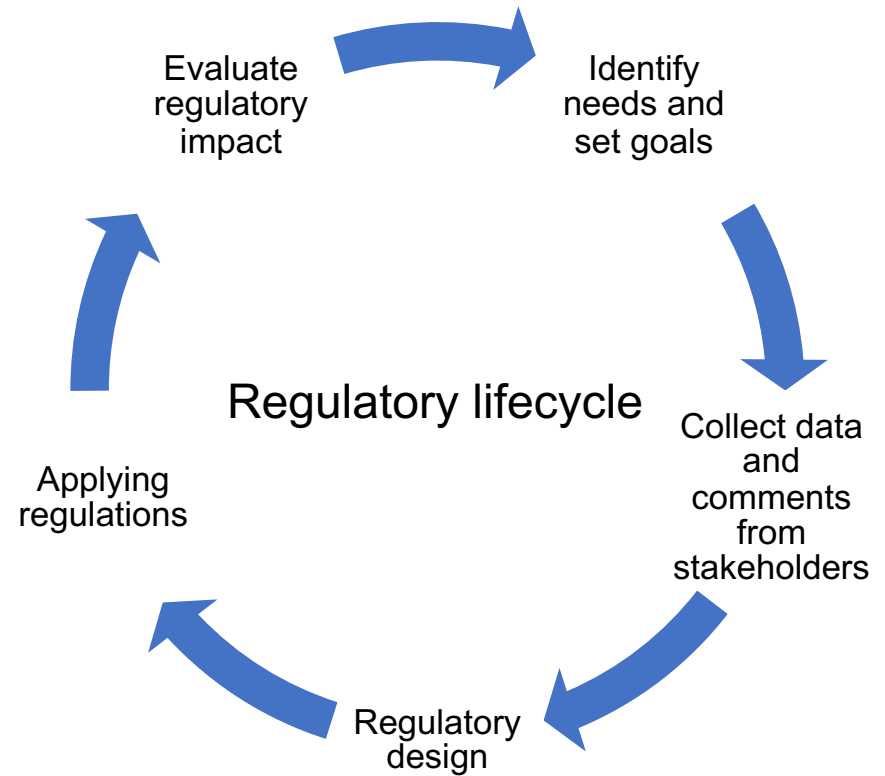 Evaluate
regulatory
impact
Identify
needs and
set goals
Regulatory lifecycle
Collect data
and
comments
from
stakeholders
Applying
regulations
Regulatory
design